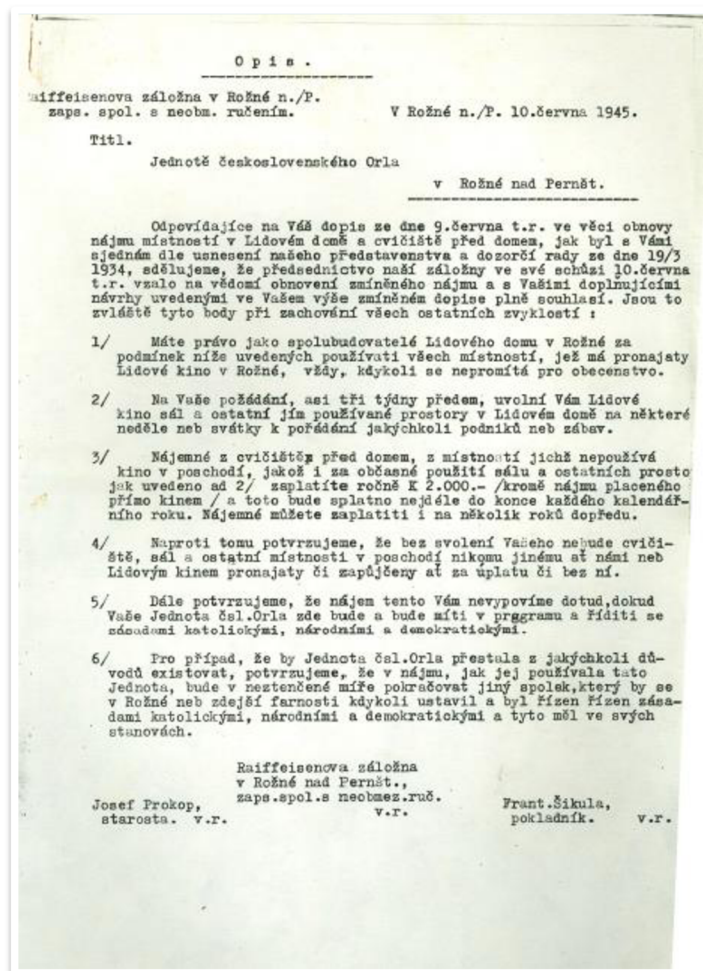 O p i s .
Raiffeisenova záložna v Rožné n./P.
zaps. spol. s neobm. ručením.
V Rožné n./P. 10.června 1945.
Titl.
Jednotě československého Orla
v Rožné nad Pernšt.
Odpovídajíce na Váš dopis ze dne 9.června t.r. ve věci obnovy
nájmu místností v Lidovém domě a cvičiště před domem, jak byl s Vámi
sjednám dle usnesení našeho představenstva a dozorčí rady ze dne 19/3
1934, sdělujeme, že předsednictvo naší záložny ve své schůzi 10.června
t.r. vzalo na vědomí obnovení zmíněného nájmu a s Vašimi doplňujícími
návrhy uvedenými ve Vašem výše zmíněném dopise plně souhlasí. Jsou to
zvláště tyto body při zachování všech ostatních zvyklostí :
1/ Máte právo jako spolubudovatelé Lidového domu v Rožné za
podmínek níže uvedených používati všech místností, jež má pronajaty
Lidové kino v Rožné, vždy, kdykoli se nepromítá pro obecenstvo.
2/ Na Vaše požádání, asi tři týdny předem, uvolní Vám Lidové
kino sál a ostatní jím používané prostory v Lidovém domě na některé
neděle neb svátky k pořádání jakýchkoli podniků neb zábav.
3/ Nájemné z cvičiště před domem, z místností jichž nepoužívá
kino v poschodí, jakož i za občasné použití sálu a ostatních prosto
jak uvedeno ad 2/ zaplatíte ročně K 2.000.- /kromě nájmu placeného
přímo kinem / a toto bude splatno nejdéle do konce každého kalendář-
ního roku. Nájemné můžete zaplatiti i na několik roků dopředu.
4/ Naproti tomu potvrzujeme, že bez svolení Vašeho nebude cviči-
ště, sál a ostatní místnosti v poschodí nikomu jinému ať námi neb
Lidovým kinem pronajaty či zapůjčeny ať za úplatu či bez ní.
5/ Dále potvrzujeme, že nájem tento Vám nevypovíme dotud,dokud
Vaše Jednota čsl.Orla zde bude a bude míti v prggramu a říditi se
zásadami katolickými, národními a demokratickými.
6/ Pro případ, že by Jednota čsl.Orla přestala z jakýchkoli dů-
vodů existovat, potvrzujeme, že v nájmu, jak jej používala tato
Jednota, bude v neztenčené míře pokračovat jiný spolek,který by se
v Rožné neb zdejší farnosti kdykoli ustavil a byl řízen řízen zása-
dami katolickými, národními a demokratickými a tyto měl ve svých
stanovách.
Raiffeisenova záložna
v Rožné nad Pernšt.,
zaps.spol.s neobmez.ruč.
v.r.
Josef Prokop,
starosta. v.r.
Frant.Šikula,
pokladník. v.r.